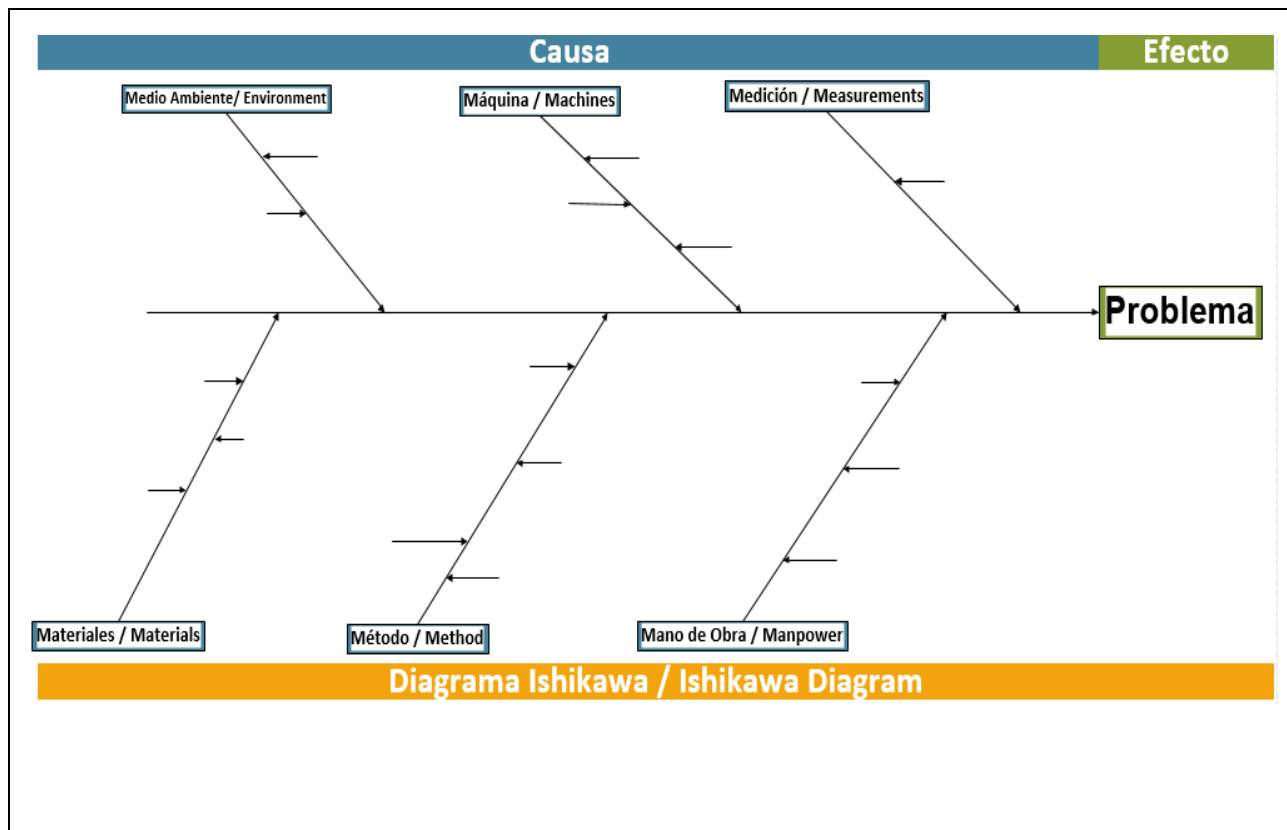 Causa
Efecto
Medio Ambiente/ Environment
Máquina / Machines
Medición / Measurements
Problema
Materiales / Materials
Método / Method
Mano de Obra / Manpower
Diagrama Ishikawa / Ishikawa Diagram